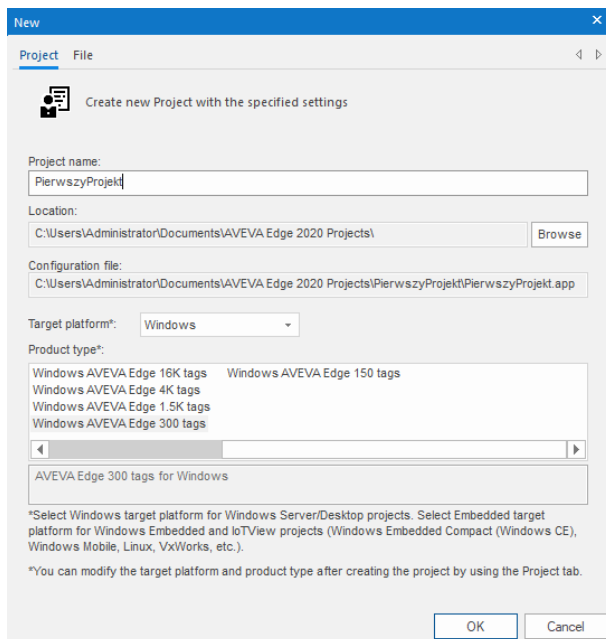 New
Project File
Create new Project with the specified settings
Project name:
PierwszyProjekt
Location:
C:\Users\Administrator\Documents\AVEVA Edge 2020 Projects\
Browse
Configuration file:
C:\Users\Administrator\Documents\AVEVA Edge 2020 Projects\PierwszyProjekt\PierwszyProjekt.app
Target platform*: Windows
Product type*:
Windows AVEVA Edge 16K tags Windows AVEVA Edge 150 tags
Windows AVEVA Edge 4K tags
Windows AVEVA Edge 1.5K tags
Windows AVEVA Edge 300 tags
AVEVA Edge 300 tags for Windows
*Select Windows target platform for Windows Server/Desktop projects. Select Embedded target
platform for Windows Embedded and IoTView projects (Windows Embedded Compact (Windows CE),
Windows Mobile, Linux, VxWorks, etc.).
*You can modify the target platform and product type after creating the project by using the Project tab.
OK Cancel